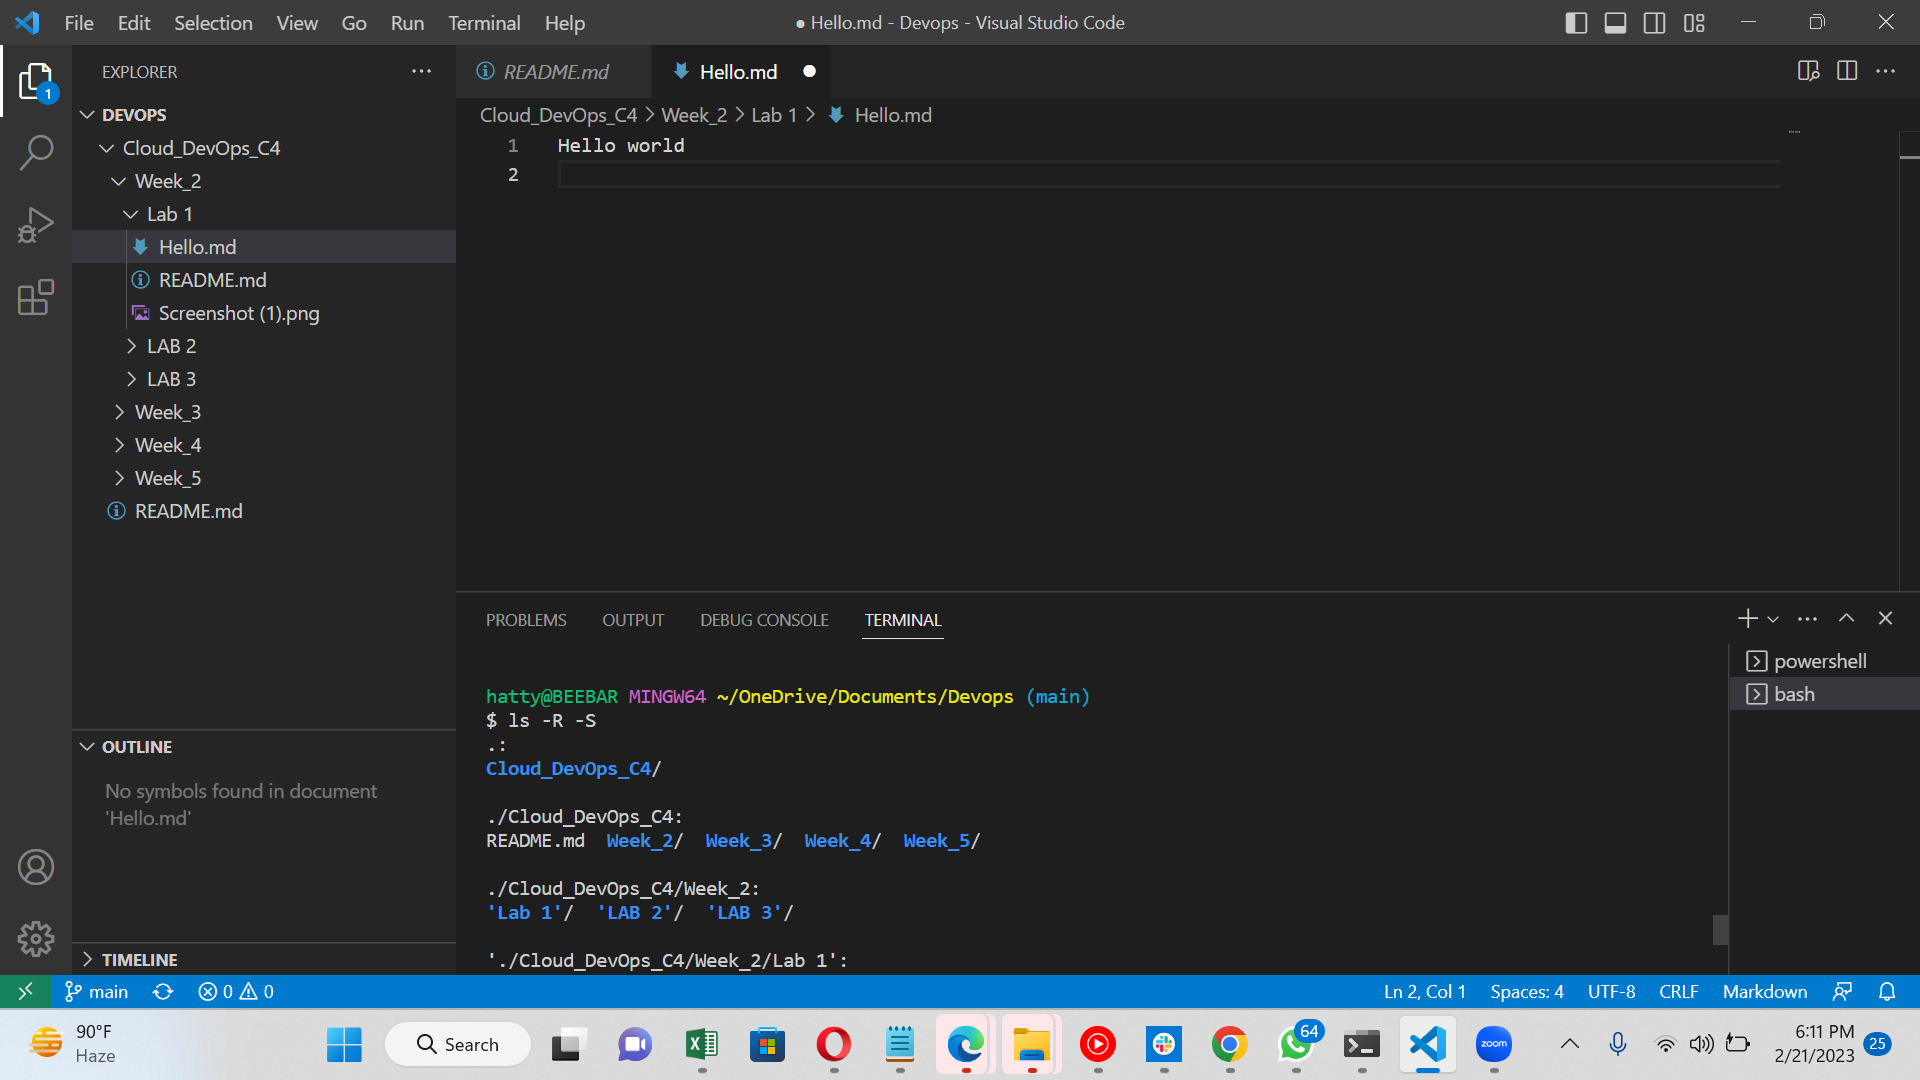 File Edit Selection View Go Run Terminal Help
● Hello.md - Devops - Visual Studio Code
1
EXPLORER
DEVOPS
Cloud_DevOps_C4
Week_2
Lab 1
Hello.md
README.md
Screenshot (1).png
LAB 2
LAB 3
Week_3
Week_4
Week_5
README.md
OUTLINE
No symbols found in document
'Hello.md'
TIMELINE
README.md
Hello.md
Cloud_DevOps_C4 > Week_2 > Lab 1 > Hello.md
1 Hello world
2
PROBLEMS OUTPUT DEBUG CONSOLE TERMINAL
hatty@BEEBAR MINGW64 ~/OneDrive/Documents/Devops (main)
$ ls -R -S
.:
Cloud_DevOps_C4/
./Cloud_DevOps_C4:
README.md Week_2/ Week_3/ Week_4/ Week_5/
./Cloud_DevOps_C4/Week_2:
'Lab 1'/ 'LAB 2'/ 'LAB 3'/
'./Cloud_DevOps_C4/Week_2/Lab 1':
powershell
bash
main 0 0
Ln 2, Col 1 Spaces: 4 UTF-8 CRLF Markdown
90°F
Haze
Search
64
zoom
6:11 PM
2/21/2023
25